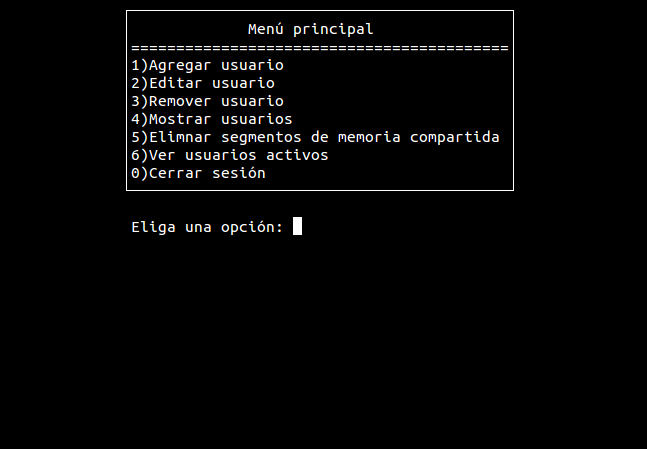 Menú principal
==========================================
1)Agregar usuario
2)Editar usuario
3)Remover usuario
4)Mostrar usuarios
5)Elimnar segmentos de memoria compartida
6)Ver usuarios activos
0)Cerrar sesión
Eliga una opción: